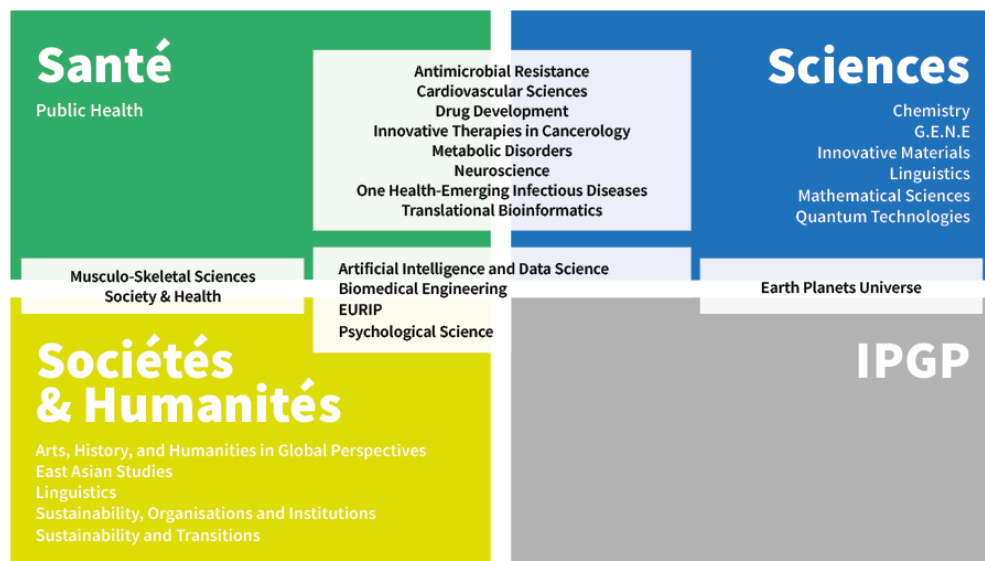 Santé
Public Health
Antimicrobial Resistance
Cardiovascular Sciences
Drug Development
Innovative Therapies in Cancerology
Metabolic Disorders
Neuroscience
One Health-Emerging Infectious Diseases
Translational Bioinformatics
Sciences
Chemistry
G.E.N.E
Innovative Materials
Linguistics
Mathematical Sciences
Quantum Technologies
Musculo-Skeletal Sciences
Society & Health
Artificial Intelligence and Data Science
Biomedical Engineering
EURIP
Psychological Science
Earth Planets Universe
Sociétés
& Humanités
Arts, History, and Humanities in Global Perspectives
East Asian Studies
Linguistics
Sustainability, Organisations and Institutions
Sustainability and Transitions
IPGP